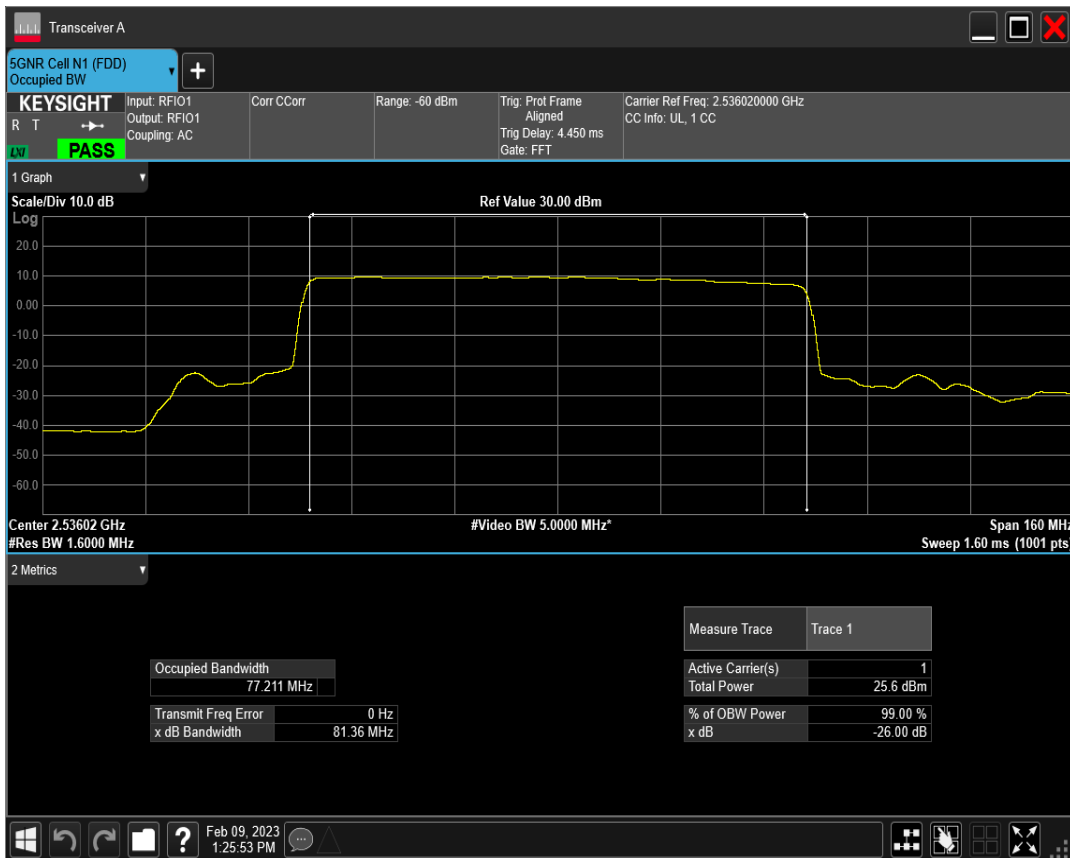 Transceiver A
5GNR Cell N1 (FDD)
Occupied BW
KEYSIGHT
R T
LXI
PASS
Input: RFIO1
Output: RFIO1
Coupling: AC
Corr CCorr
Range: -60 dBm
Trig: Prot Frame
Aligned
Trig Delay: 4.450 ms
Gate: FFT
Carrier Ref Freq: 2.536020000 GHz
CC Info: UL, 1 CC
1 Graph
Scale/Div 10.0 dB
Ref Value 30.00 dBm
Log
20.0
10.0
0.00
-10.0
-20.0
-30.0
-40.0
-50.0
-60.0
Center 2.53602 GHz
#Video BW 5.0000 MHz*
Span 160 MHz
#Res BW 1.6000 MHz
Sweep 1.60 ms (1001 pts)
2 Metrics
Measure Trace Trace 1
Occupied Bandwidth
77.211 MHz
Active Carrier(s) 1
Total Power 25.6 dBm
Transmit Freq Error 0 Hz
x dB Bandwidth 81.36 MHz
% of OBW Power 99.00 %
x dB -26.00 dB
Feb 09, 2023
1:25:53 PM